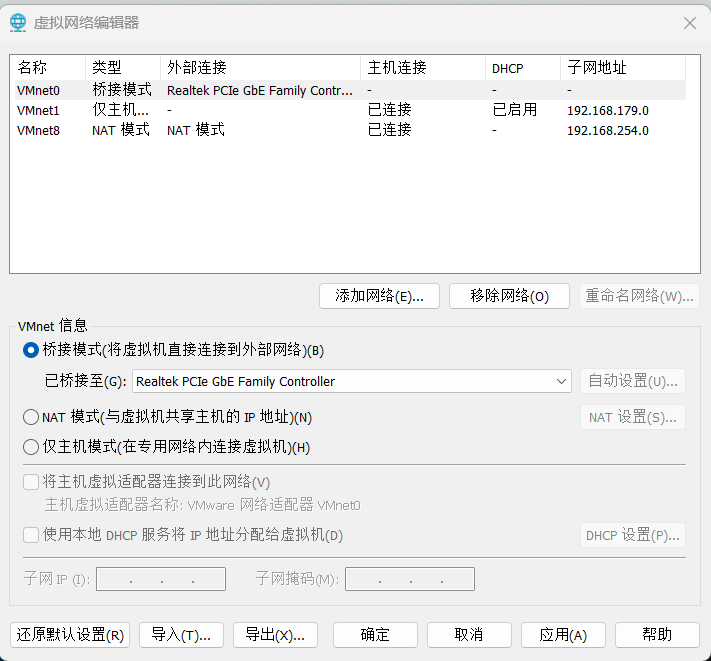 虚拟网络编辑器
名称 类型 外部连接 主机连接 DHCP 子网地址
VMnet0 桥接模式 Realtek PCIe GbE Family Contr... - - -
VMnet1 仅主机... - 已连接 已启用 192.168.179.0
VMnet8 NAT 模式 NAT 模式 已连接 - 192.168.254.0
添加网络(E)... 移除网络(O) 重命名网络(W)...
VMnet 信息
桥接模式(将虚拟机直接连接到外部网络)(B)
已桥接至(G): Realtek PCIe GbE Family Controller 自动设置(U)...
NAT 模式(与虚拟机共享主机的 IP 地址)(N) NAT 设置(S)...
仅主机模式(在专用网络内连接虚拟机)(H)
将主机虚拟适配器连接到此网络(V)
主机虚拟适配器名称: VMware 网络适配器 VMnet0
使用本地 DHCP 服务将 IP 地址分配给虚拟机(D) DHCP 设置(P)...
子网 IP (I): . . . 子网掩码(M): . . .
还原默认设置(R) 导入(T)... 导出(X)... 确定 取消 应用(A) 帮助